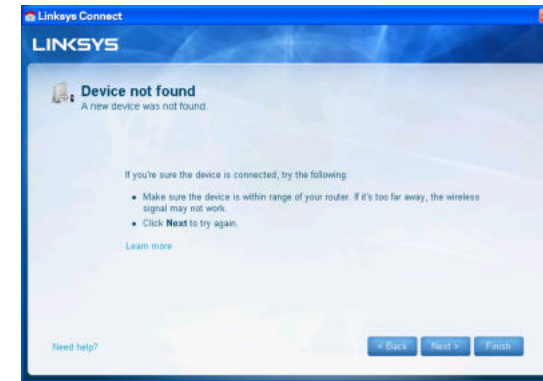 Linksys Connect
LINKSYS
Device not found
A new device was not found.
If you're sure the device is connected, try the following:
• Make sure the device is within range of your router. If it's too far away, the wireless
signal may not work.
• Click Next to try again.
Learn more
Need help?
< Back
Next >
Finish